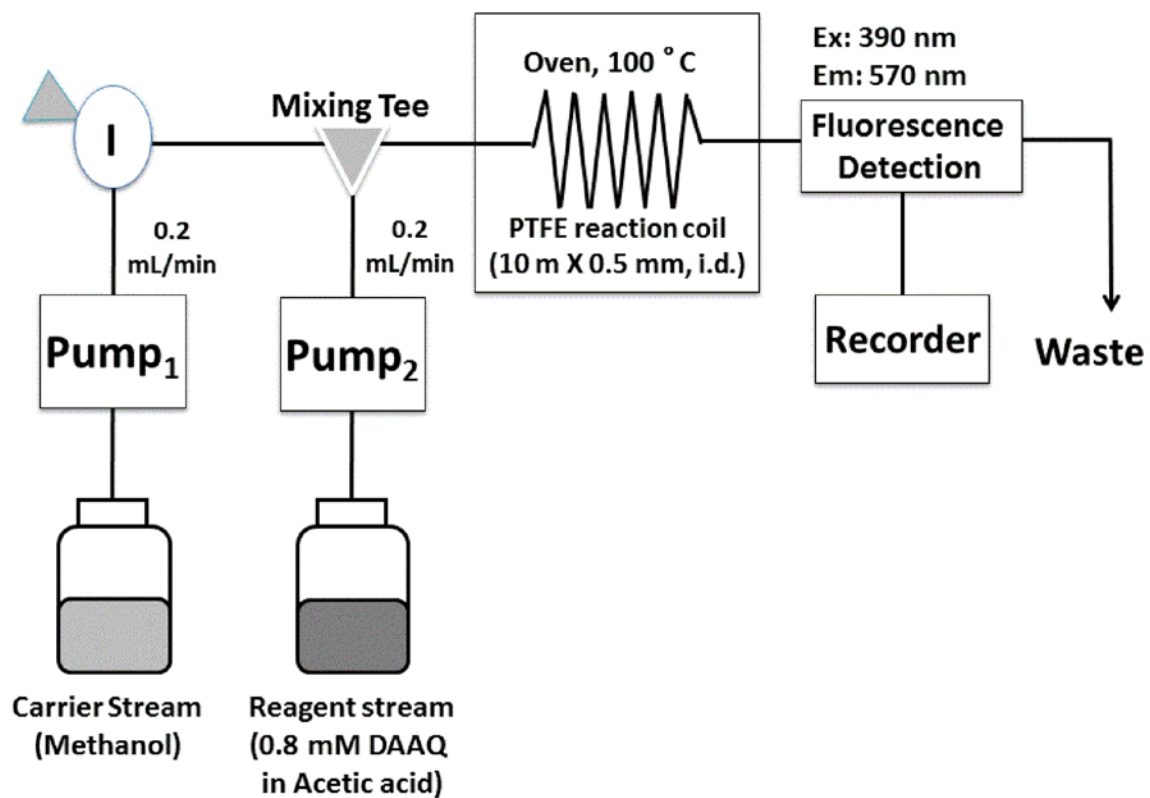 Ex: 390 nm
Em: 570 nm
Oven, 100 °C
Mixing Tee
I
Fluorescence
Detection
PTFE reaction coil
(10 m X 0.5 mm, i.d.)
0.2
mL/min
0.2
mL/min
Pump₁
Pump₂
Recorder
Waste
Carrier Stream
(Methanol)
Reagent stream
(0.8 mM DAAQ
in Acetic acid)